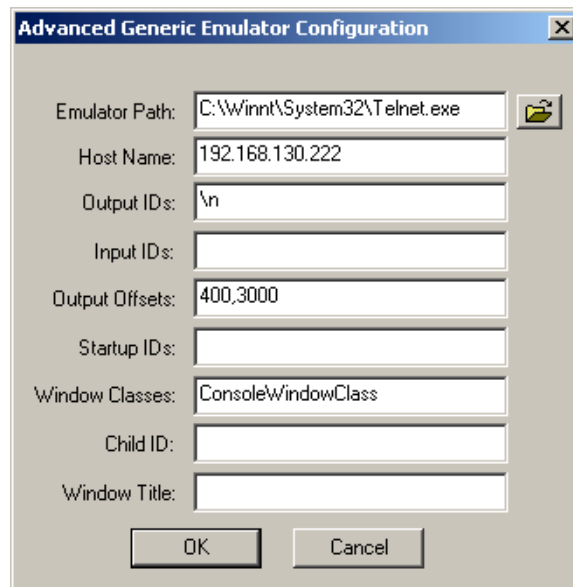 Advanced Generic Emulator Configuration
Emulator Path: C:\Winnt\System32\Telnet.exe
Host Name: 192.168.130.222
Output IDs: \n
Input IDs:
Output Offsets: 400,3000
Startup IDs:
Window Classes: ConsoleWindowClass
Child ID:
Window Title:
OK Cancel